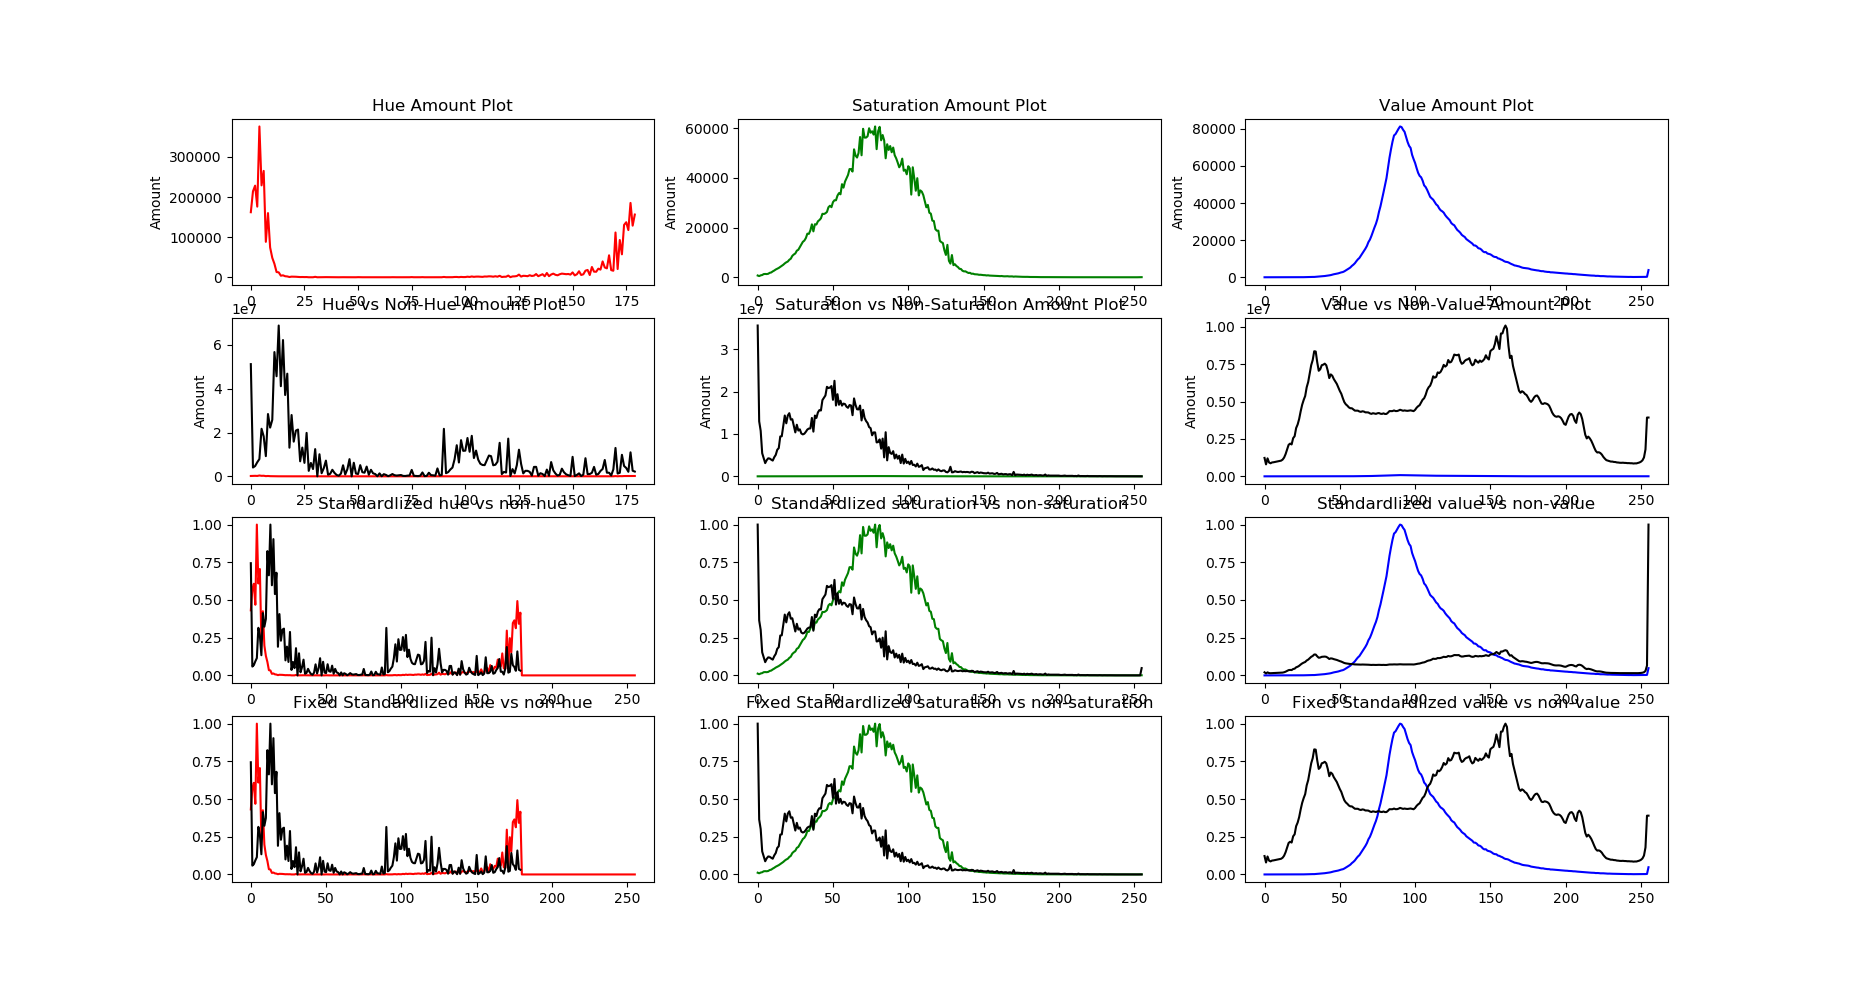 Hue Amount Plot
Saturation Amount Plot
Value Amount Plot
Amount
300000
200000
100000
0
0 25 50 75 100 125 150 175
Amount
60000
40000
20000
0
0 50 100 150 200 250
Amount
80000
60000
40000
20000
0
0 50 100 150 200 250
Hue vs Non-Hue Amount Plot
Saturation vs Non-Saturation Amount Plot
Value vs Non-Value Amount Plot
1e7
Amount
6
4
2
0
0 25 50 75 100 125 150 175
1e7
Amount
3
2
1
0
0 50 100 150 200 250
1e7
Amount
1.00
0.75
0.50
0.25
0.00
0 50 100 150 200 250
Standardlized hue vs non-hue
Standardlized saturation vs non-saturation
Standardlized value vs non-value
1.00
0.75
0.50
0.25
0.00
0 50 100 150 200 250
1.00
0.75
0.50
0.25
0.00
0 50 100 150 200 250
1.00
0.75
0.50
0.25
0.00
0 50 100 150 200 250
Fixed Standardlized hue vs non-hue
Fixed Standardlized saturation vs non-saturation
Fixed Standardlized value vs non-value
1.00
0.75
0.50
0.25
0.00
0 50 100 150 200 250
1.00
0.75
0.50
0.25
0.00
0 50 100 150 200 250
1.00
0.75
0.50
0.25
0.00
0 50 100 150 200 250